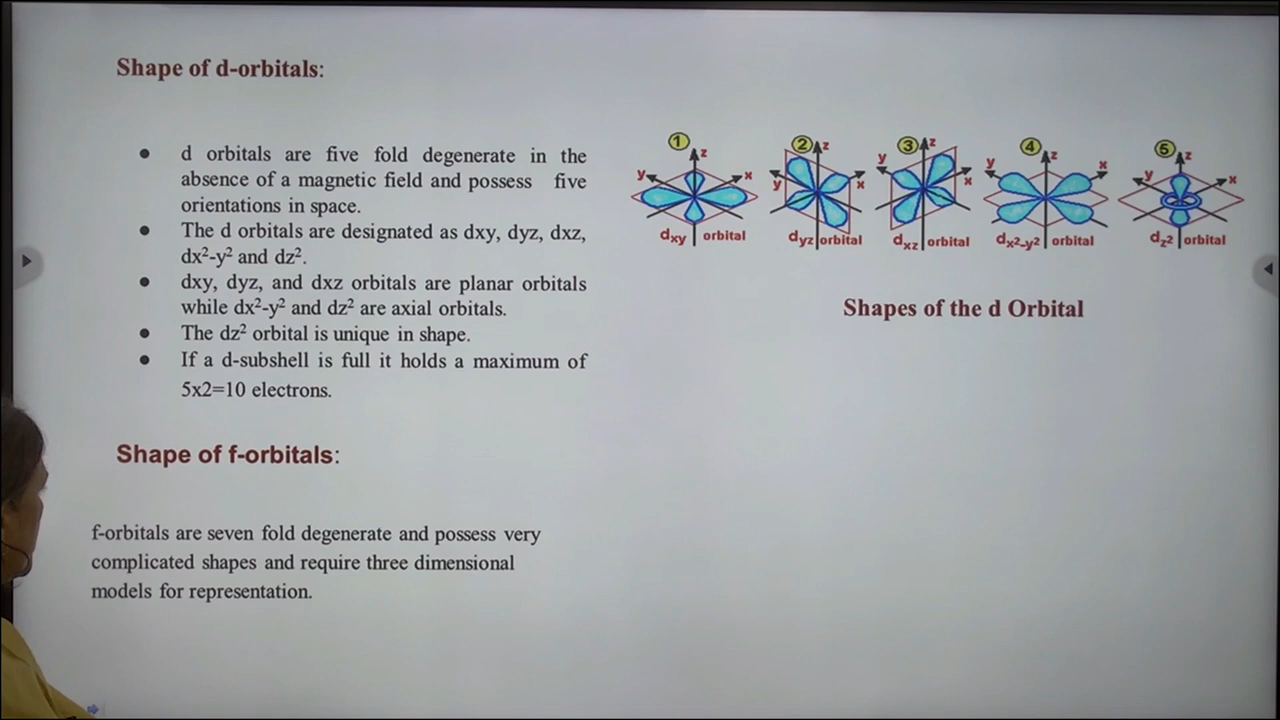 Shape of d-orbitals:
● d orbitals are five fold degenerate in the
absence of a magnetic field and possess five
orientations in space.
● The d orbitals are designated as dxy, dyz, dxz,
dx²-y² and dz².
● dxy, dyz, and dxz orbitals are planar orbitals
while dx²-y² and dz² are axial orbitals.
● The dz² orbital is unique in shape.
● If a d-subshell is full it holds a maximum of
5x2=10 electrons.
Shape of f-orbitals:
f-orbitals are seven fold degenerate and possess very
complicated shapes and require three dimensional
models for representation.
1 z y x
dxy orbital
2 z y x
dyz orbital
3 z y x
dxz orbital
4 z y x
dx2-y2 orbital
5 z y x
dz2 orbital
Shapes of the d Orbital